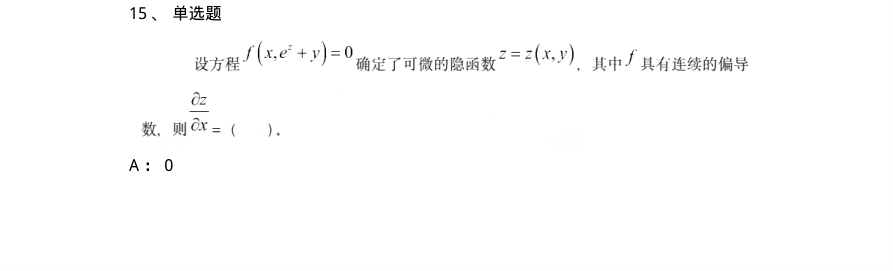 15、 单选题
设方程 f(x,e^z + y)=0 确定了可微的隐函数 z = z(x,y)，其中 f 具有连续的偏导
数，则 ∂z/∂x =（  ）。
A： 0